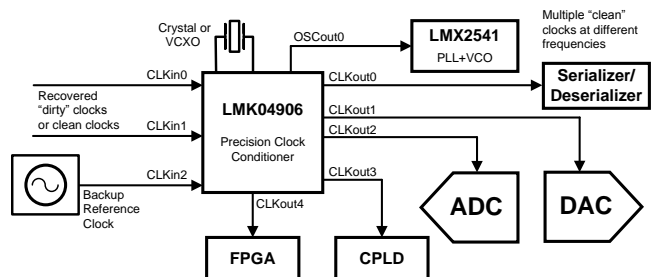 Crystal or
VCXO
Multiple "clean"
clocks at different
frequencies
OSCout0
LMX2541
PLL+VCO
CLKin0
CLKout0
Serializer/
Deserializer
Recovered
"dirty" clocks
or clean clocks
LMK04906
Precision Clock
Conditioner
CLKout1
CLKin1
CLKout2
CLKin2
CLKout3
Backup
Reference
Clock
CLKout4
ADC
DAC
FPGA
CPLD